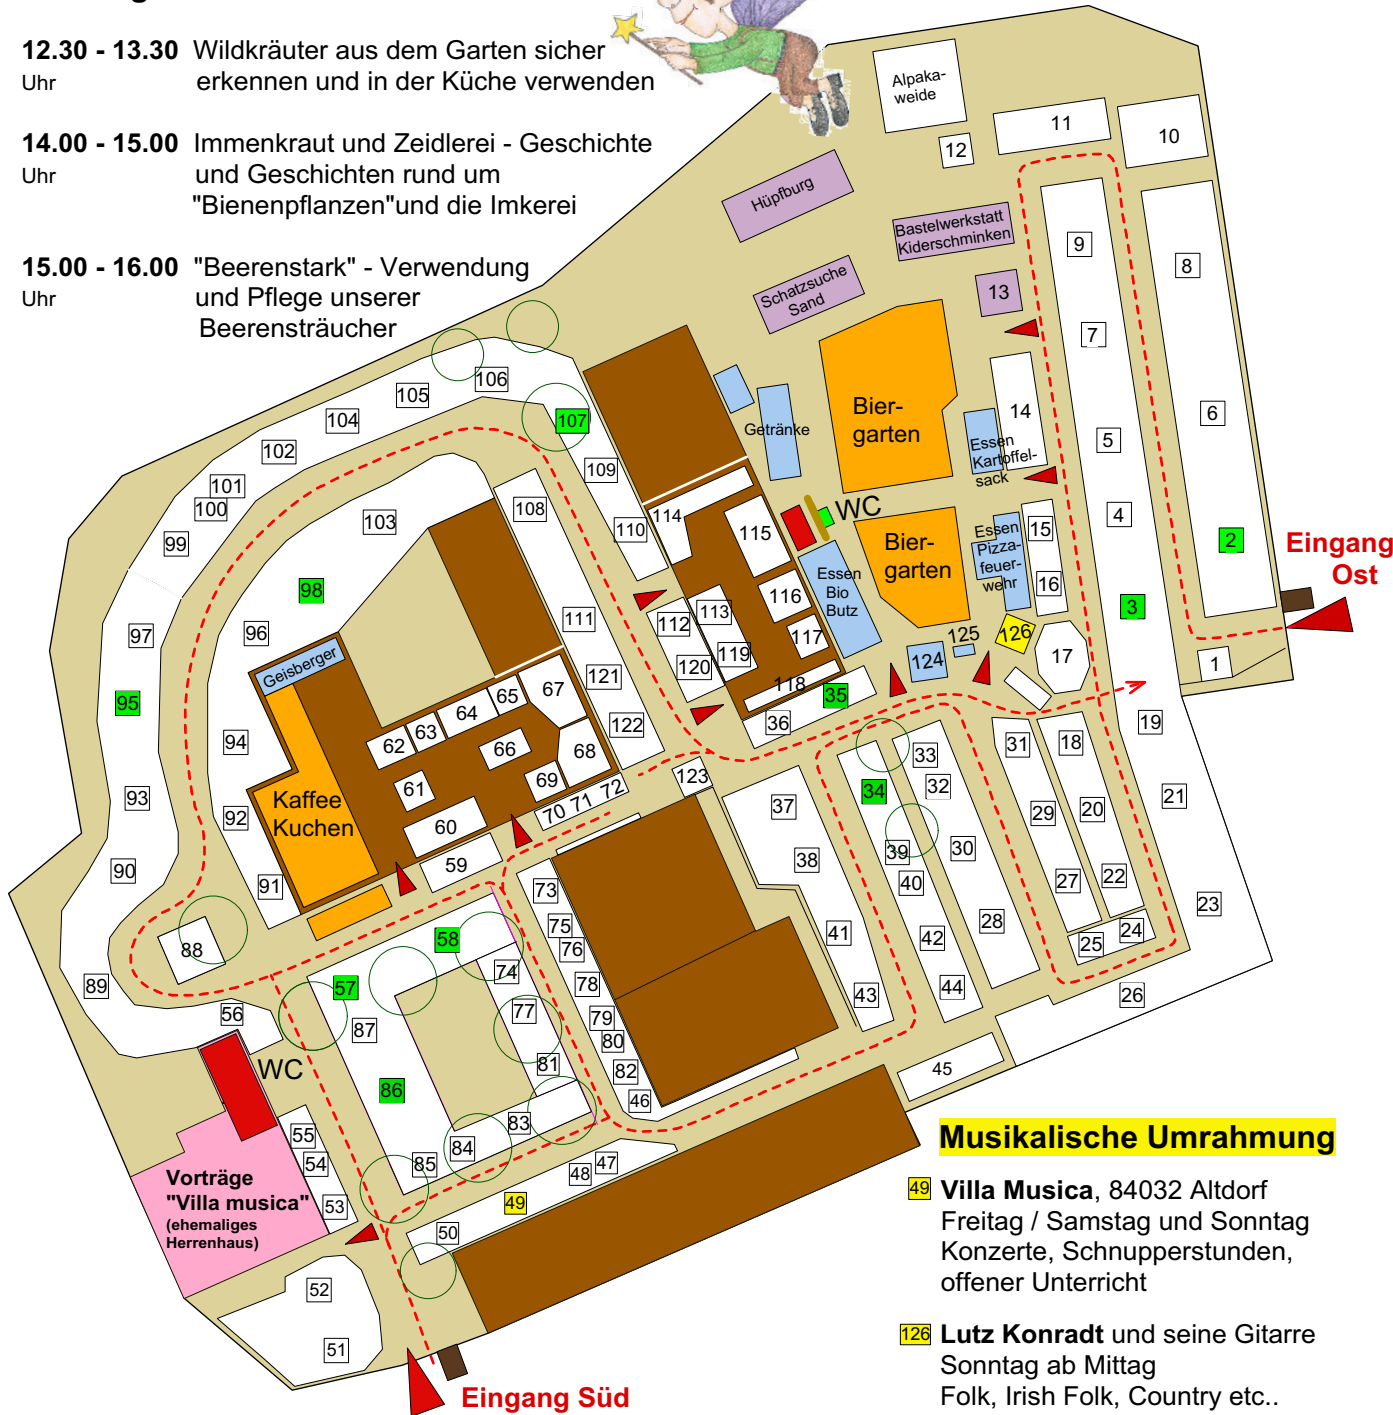 12.30 - 13.30 Wildkräuter aus dem Garten sicher
Uhr erkennen und in der Küche verwenden
14.00 - 15.00 Immenkraut und Zeidlerei - Geschichte
Uhr und Geschichten rund um
"Bienenpflanzen"und die Imkerei
15.00 - 16.00 "Beerenstark" - Verwendung
Uhr und Pflege unserer
Beerensträucher
Alpaka-
weide
11
10
12
Hüpfburg
Bastelwerkstatt
Kiderschminken
9
8
13
Schatzsuche
Sand
7
106
105
104
107
102
Getränke
Bier-
garten
14
6
Essen
Kartoffel-
sack
5
109
101
100
103
108
110
114
115
WC
4
99
Bier-
garten
Essen
Pizza-
feuer-
wehr
15
16
2
Eingang
Ost
98
Essen
Bio
Butz
116
3
97
96
111
112
113
117
125
126
Geisberger
120
119
118
124
17
1
95
121
35
36
67
65
64
63
62
122
19
94
66
68
33
31
18
61
69
123
32
34
93
Kaffee
Kuchen
70
71
72
37
21
92
60
29
20
59
38
39
30
90
91
73
40
27
22
23
88
58
75
76
41
42
28
25
24
89
57
74
78
43
44
26
56
87
77
79
80
WC
81
82
45
86
46
55
54
53
83
84
85
47
48
49
50
Vorträge
"Villa musica"
(ehemaliges
Herrenhaus)
52
51
Eingang Süd
Musikalische Umrahmung
49 Villa Musica, 84032 Altdorf
Freitag / Samstag und Sonntag
Konzerte, Schnupperstunden,
offener Unterricht
126 Lutz Konradt und seine Gitarre
Sonntag ab Mittag
Folk, Irish Folk, Country etc..